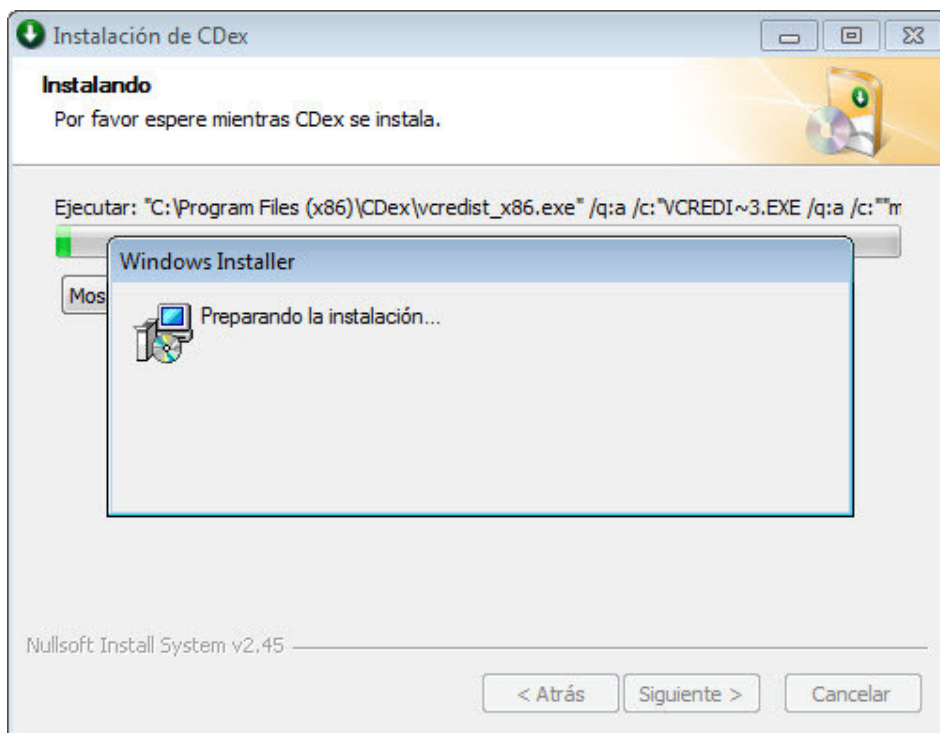 Instalación de CDex
Instalando
Por favor espere mientras CDex se instala.
Ejecutar: "C:\Program Files (x86)\CDex\vcredist_x86.exe" /q:a /c:"VCREDI~3.EXE /q:a /c:""m
Windows Installer
Mos
Preparando la instalación...
Nullsoft Install System v2.45
< Atrás
Siguiente >
Cancelar